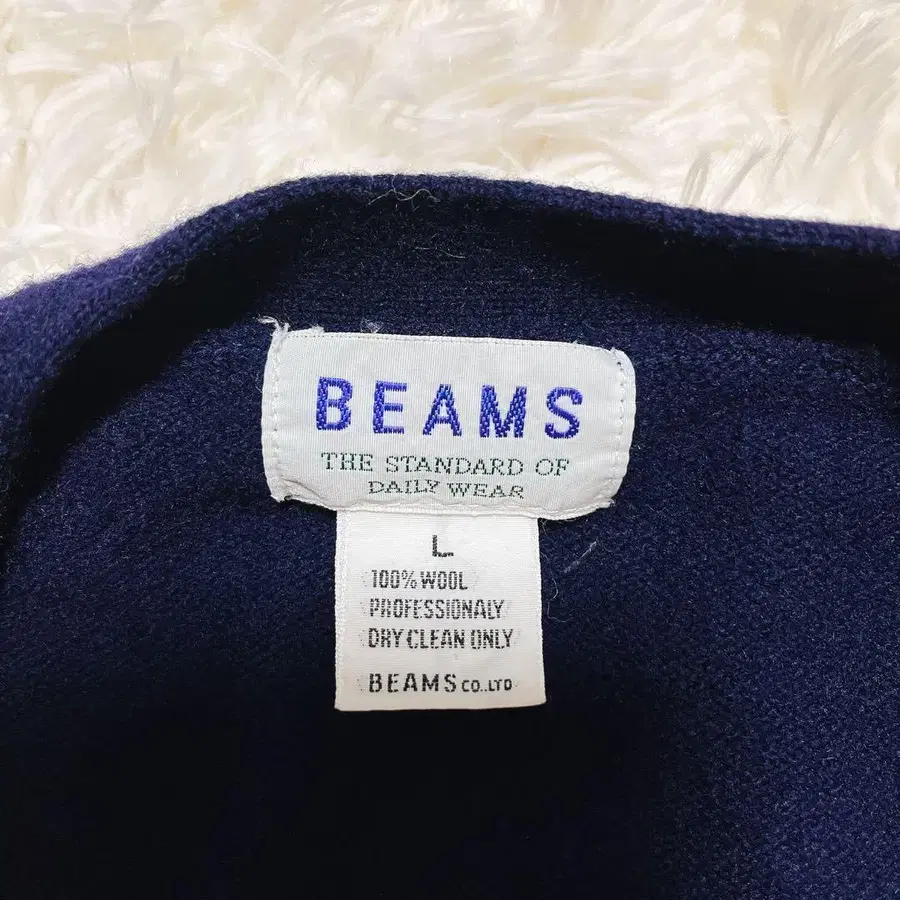 BEAMS
THE STANDARD OF
DAILY WEAR
L
100% WOOL
PROFESSIONALY
DRY CLEAN ONLY
BEAMS CO.,LTD